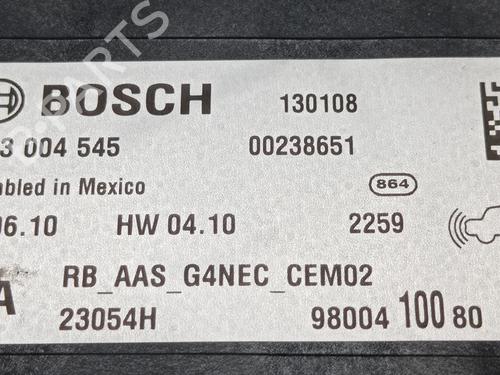 BOSCH 130108
3 004 545 00238651
mbled in Mexico 864
06.10 HW 04.10 2259
A RB_AAS_G4NEC_CEM02
23054H 98004 100 80
B-PARTS